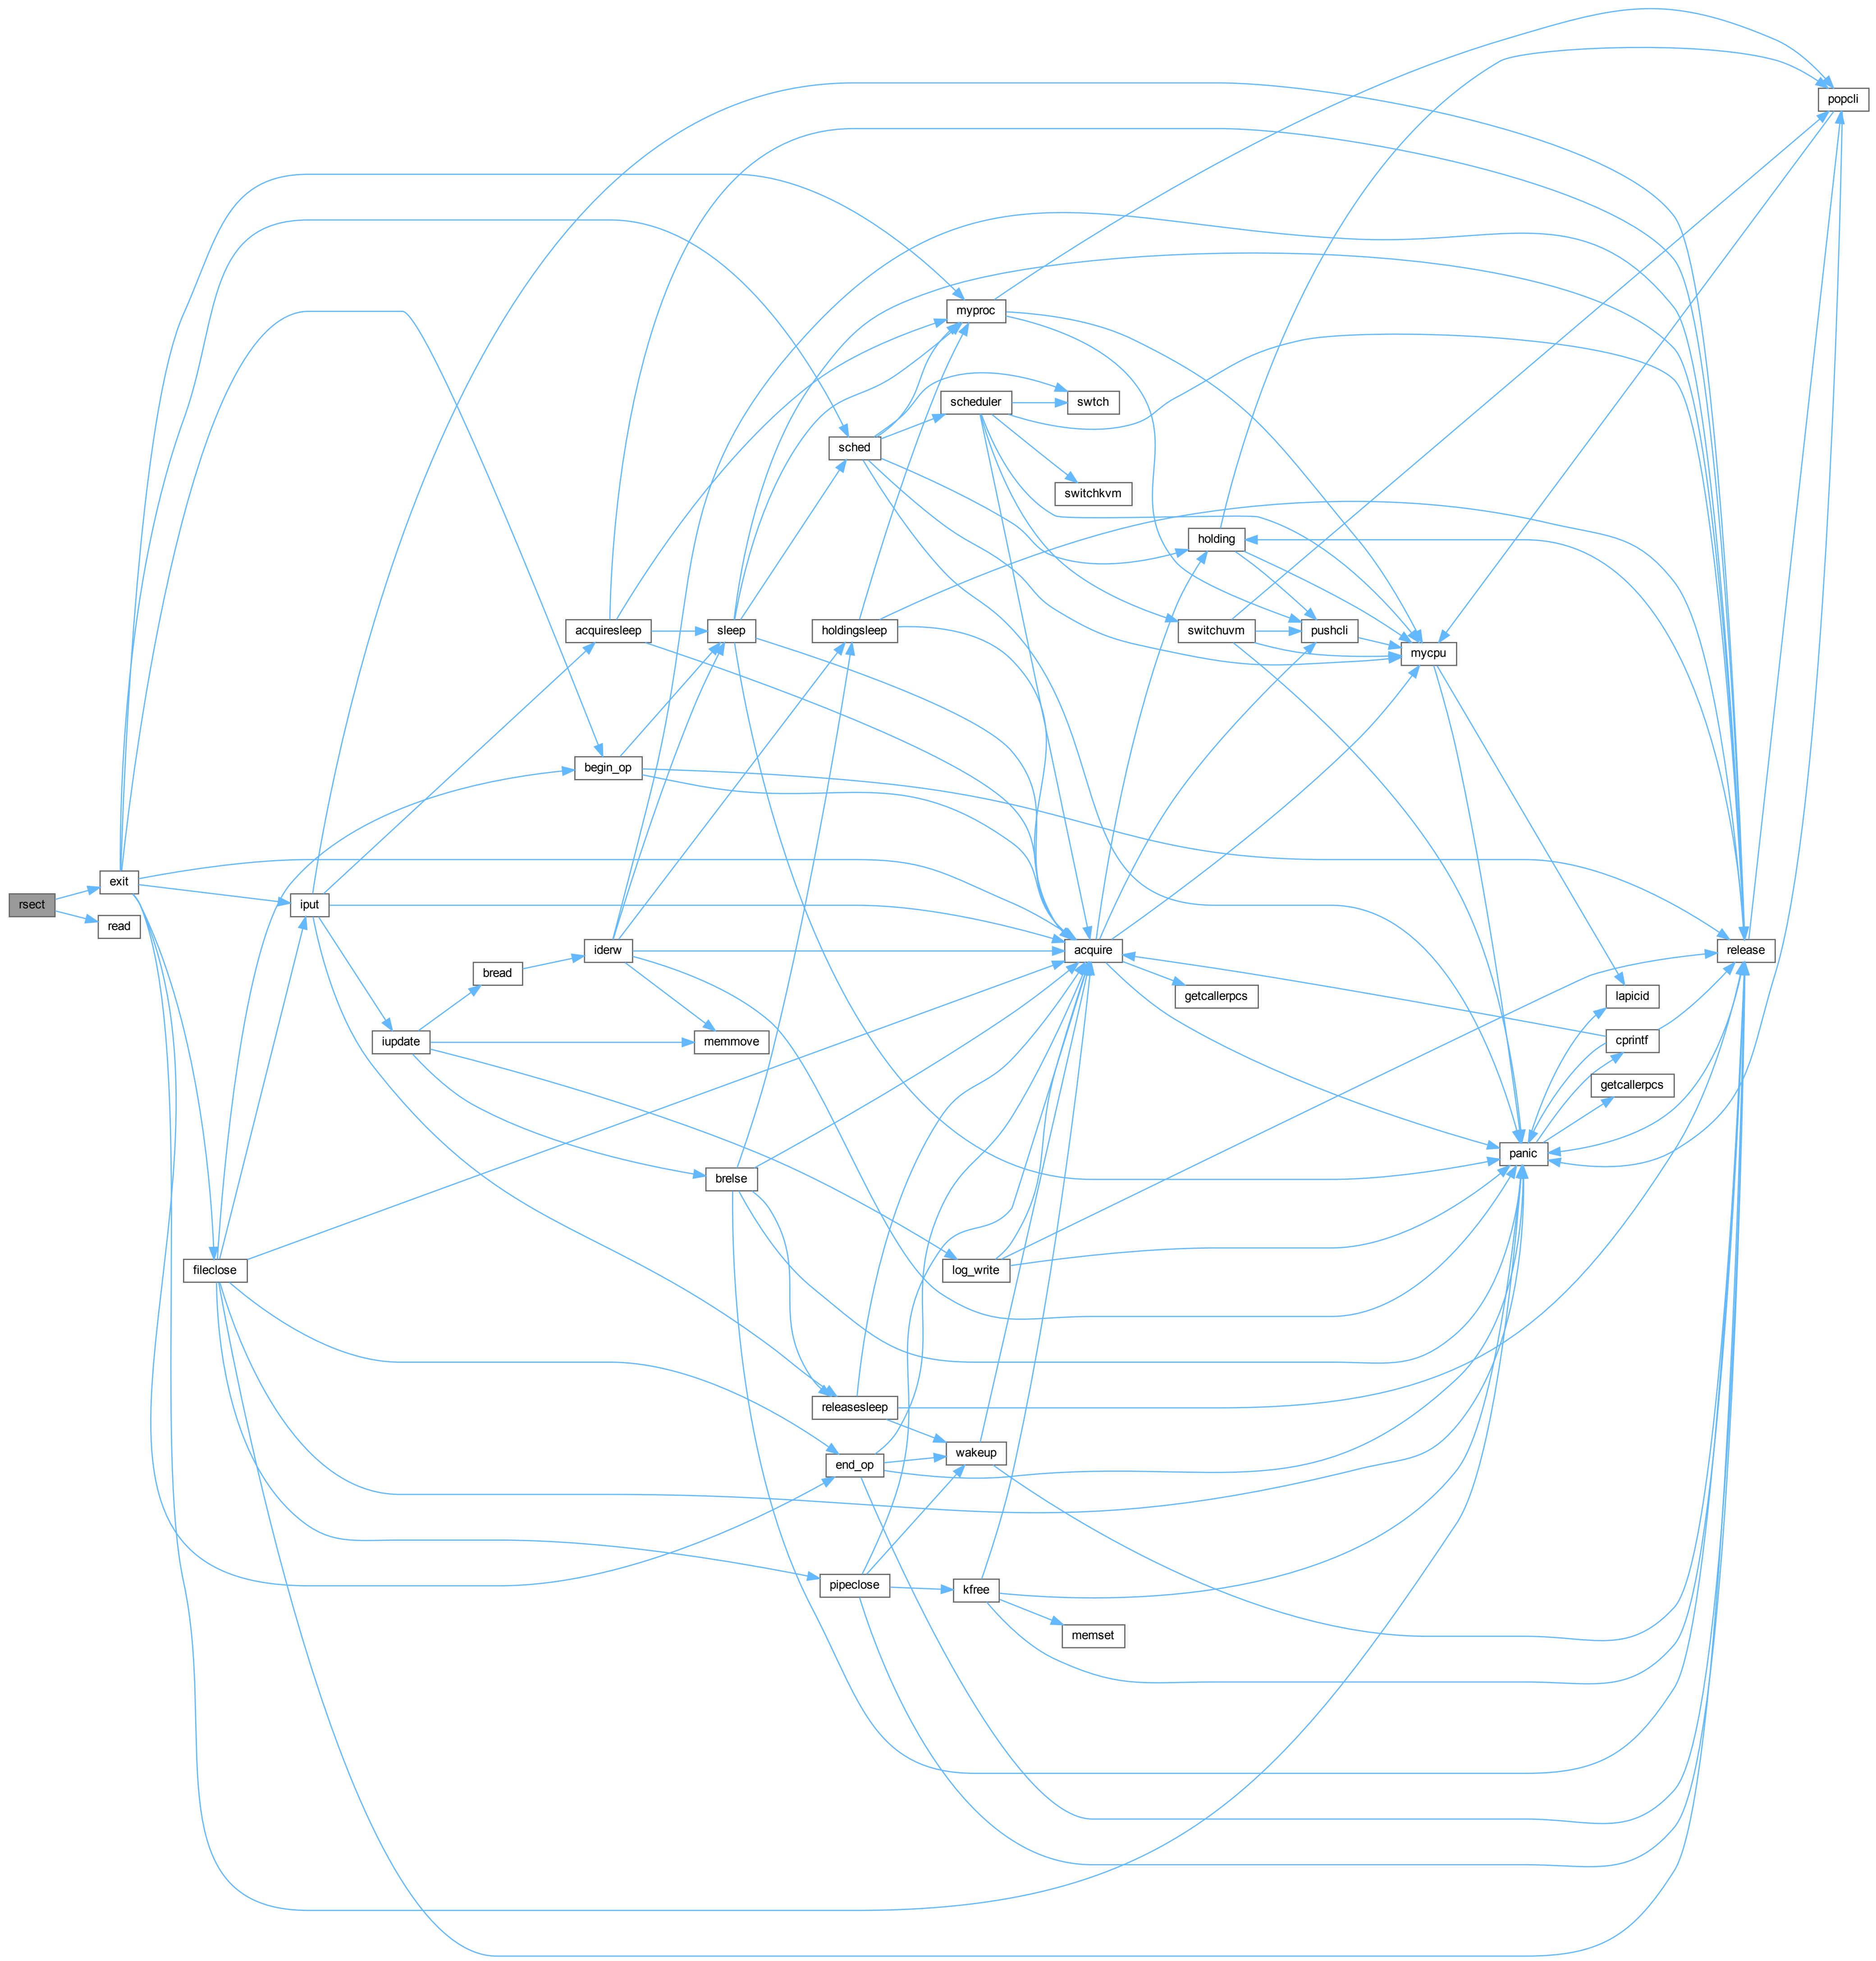 popcli
myproc
scheduler
swtch
sched
switchkvm
holding
acquiresleep
sleep
holdingsleep
switchuvm
pushcli
mycpu
begin_op
exit
rsect
iput
read
iderw
acquire
release
bread
getcallerpcs
lapicid
iupdate
memmove
cprintf
getcallerpcs
panic
brelse
fileclose
log_write
releasesleep
wakeup
end_op
pipeclose
kfree
memset